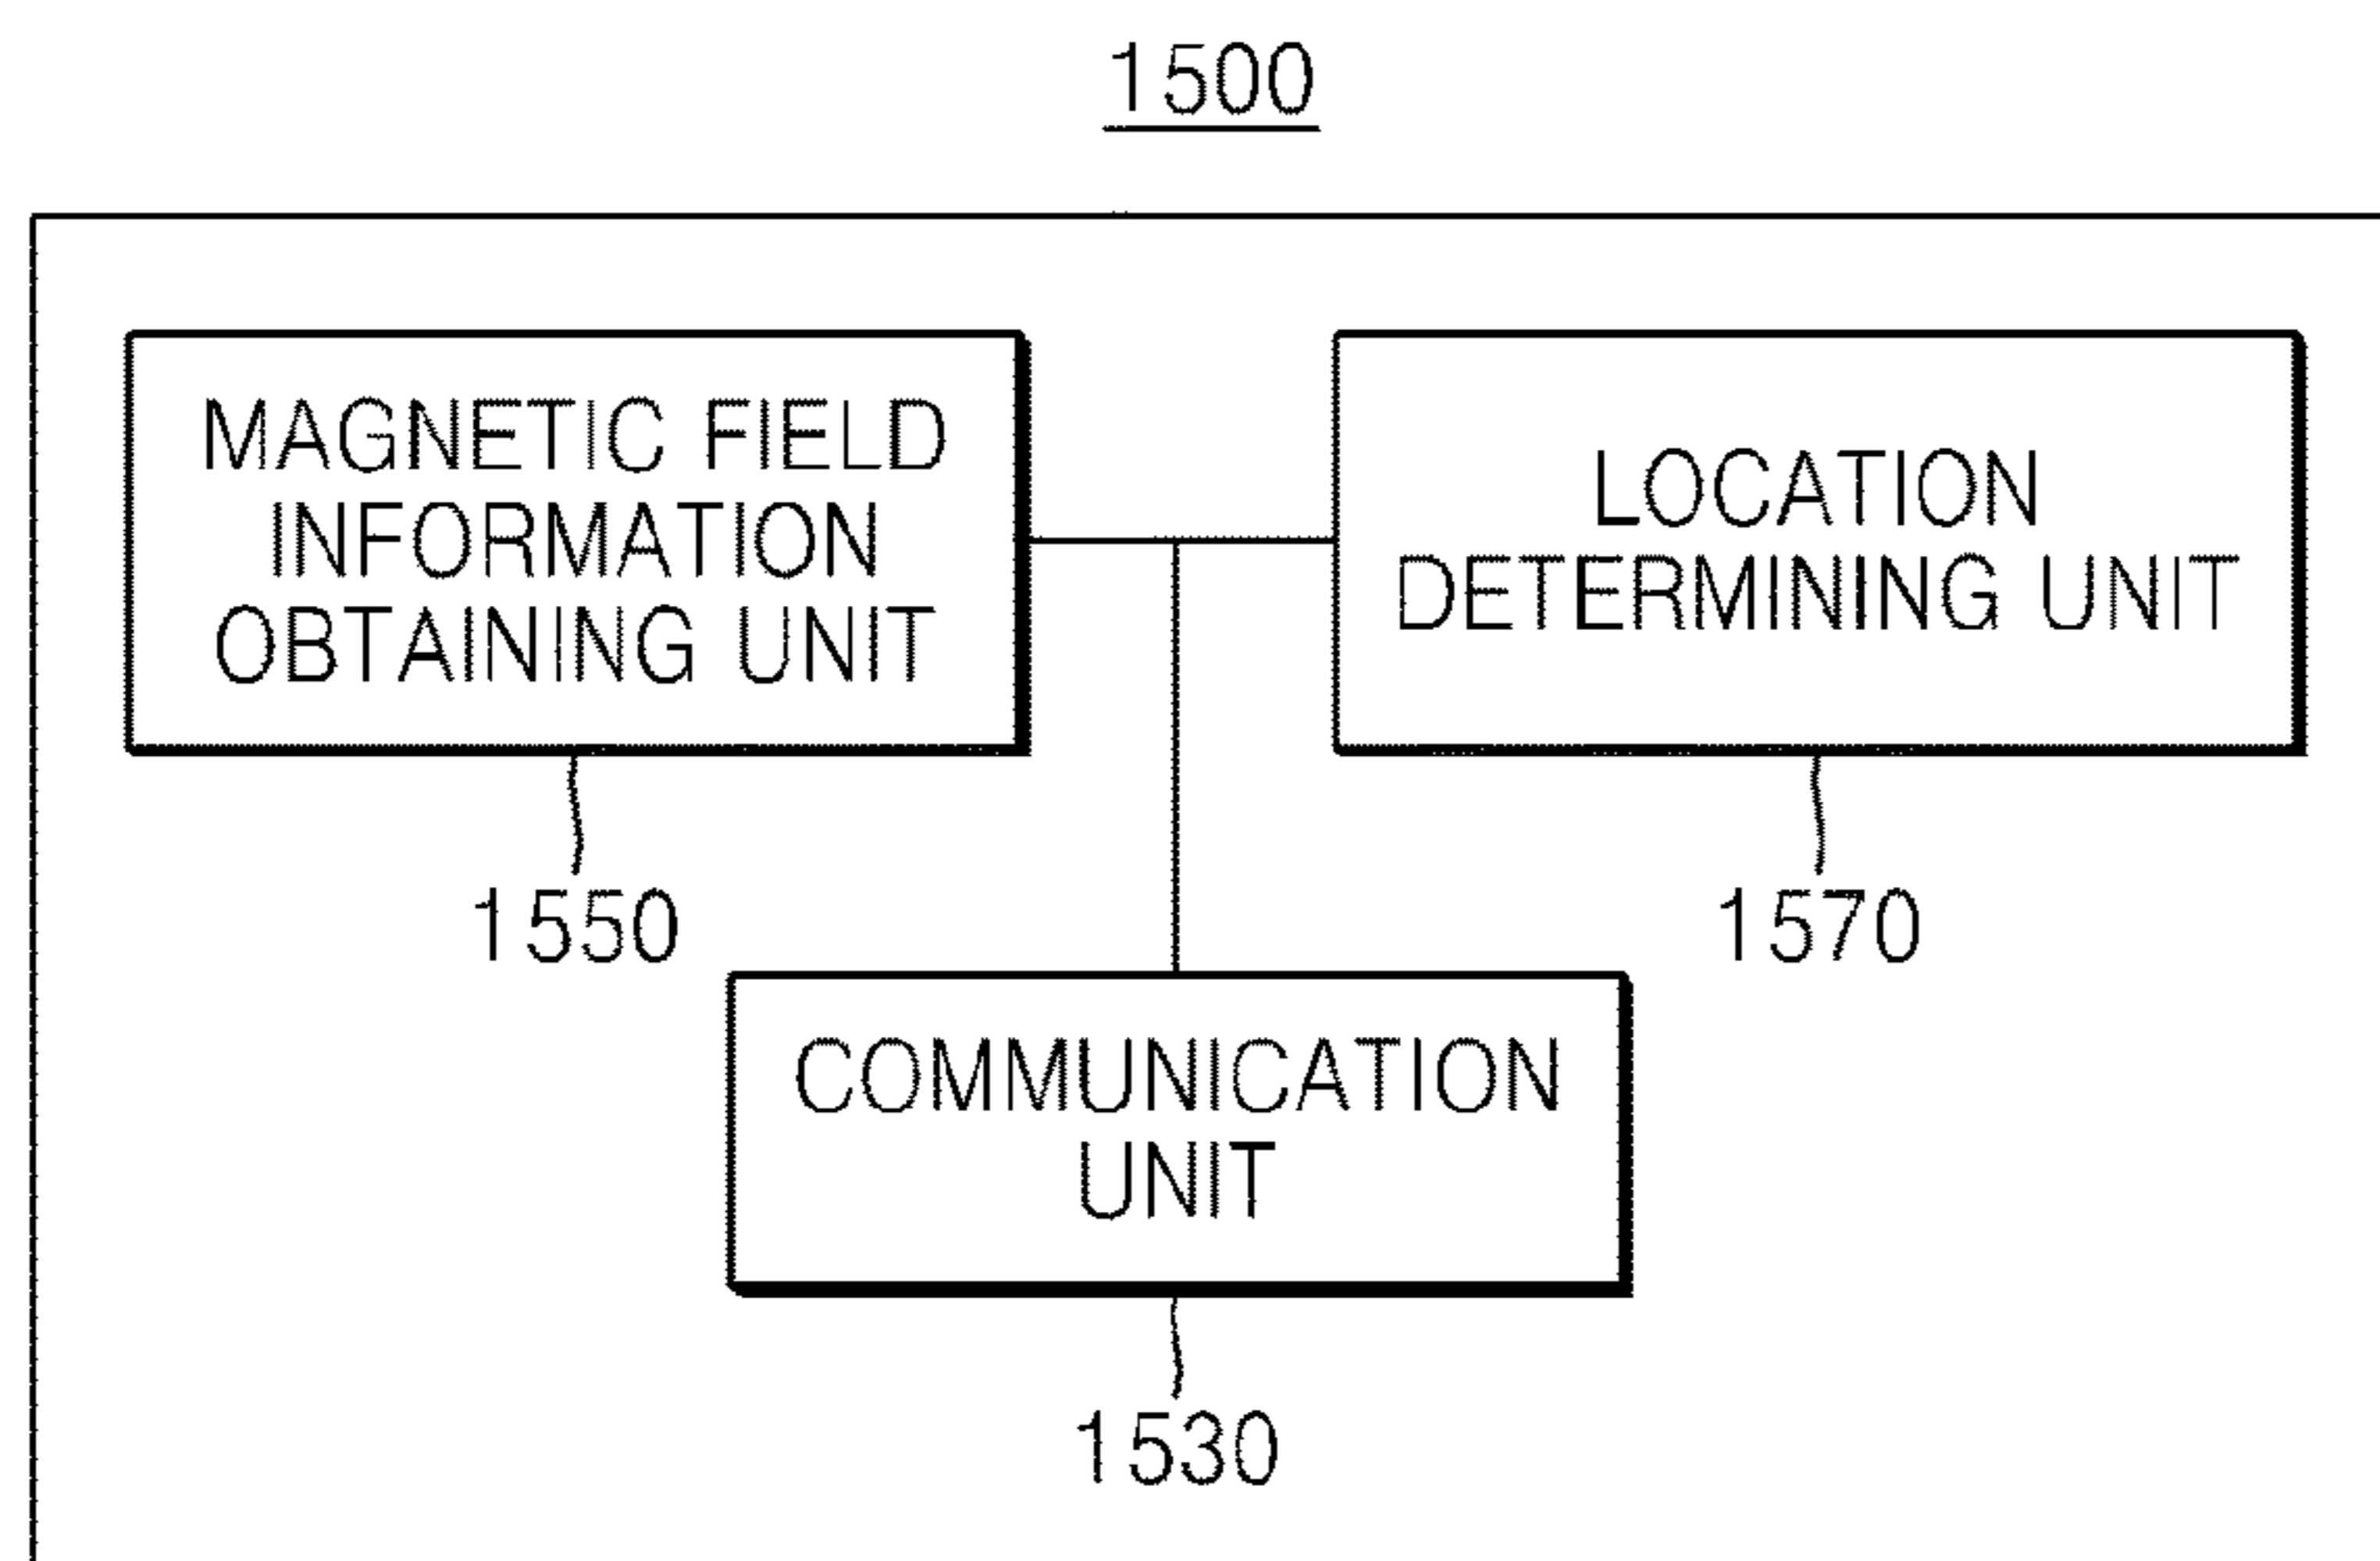 1500
MAGNETIC FIELD
INFORMATION
OBTAINING UNIT
LOCATION
DETERMINING UNIT
1550
1570
COMMUNICATION
UNIT
1530